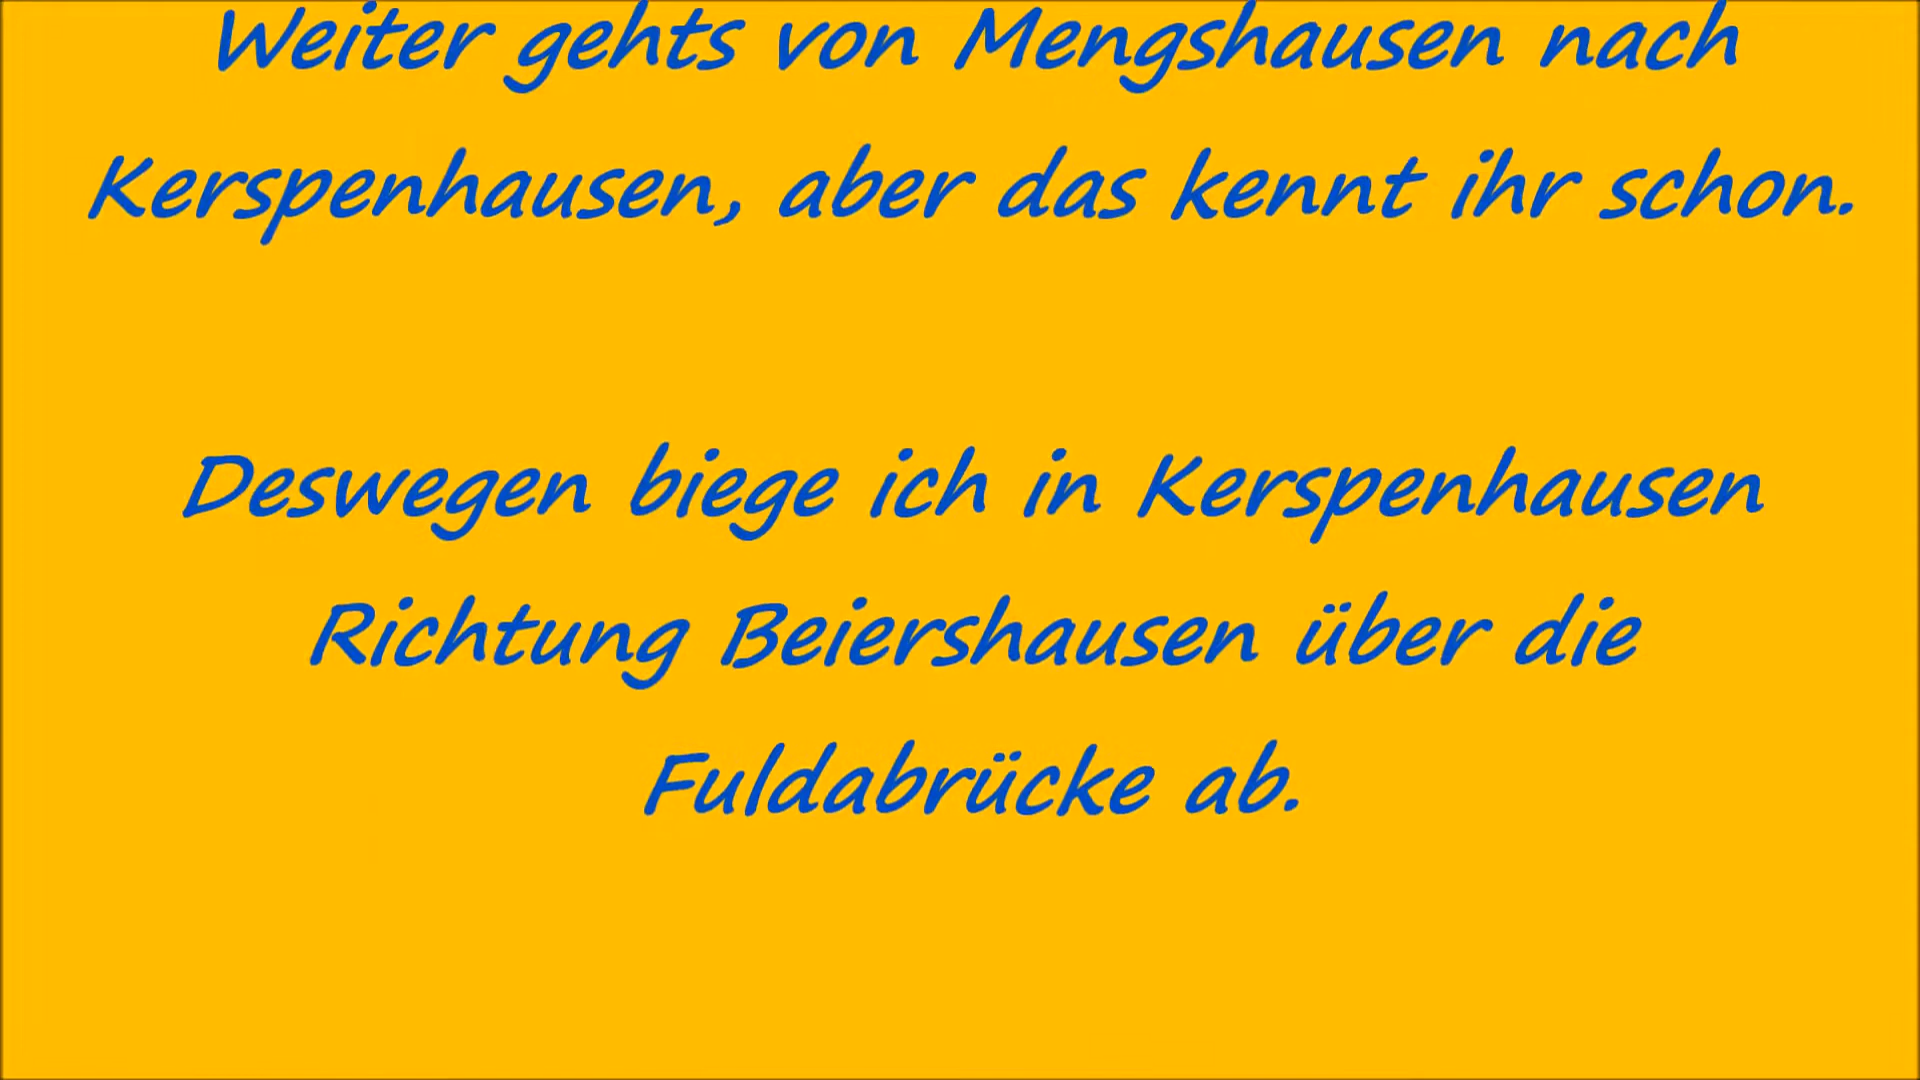 Weiter gehts von Mengshausen nach
Kerspenhausen, aber das kennt ihr schon.
Deswegen biege ich in Kerspenhausen
Richtung Beiershausen über die
Fuldabrücke ab.